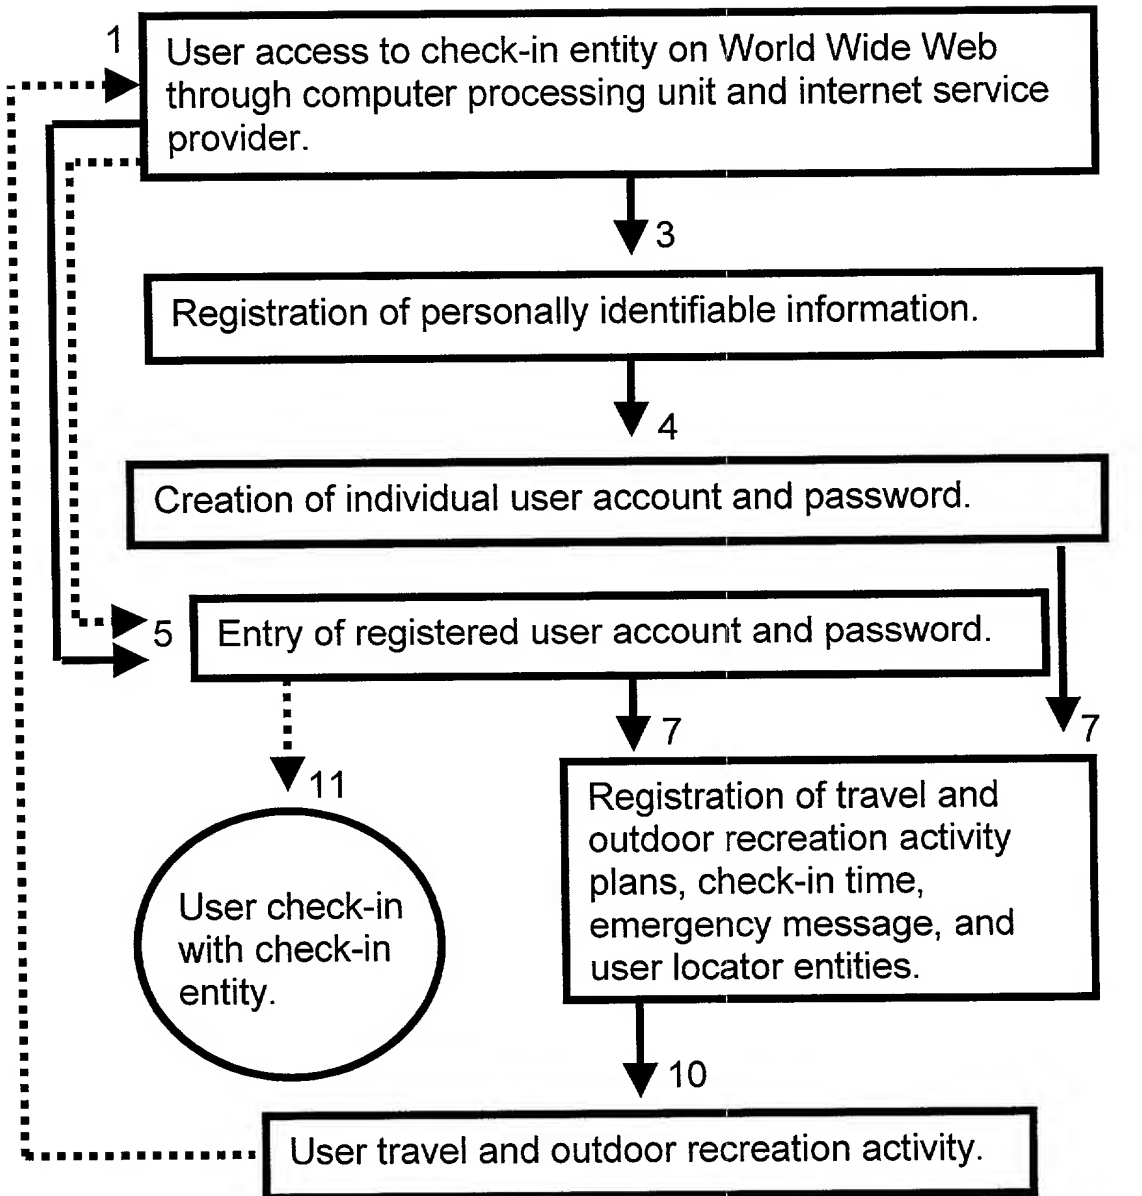 1
User access to check-in entity on World Wide Web
through computer processing unit and internet service
provider.
3
Registration of personally identifiable information.
4
Creation of individual user account and password.
5
Entry of registered user account and password.
7
7
11
Registration of travel and
outdoor recreation activity
plans, check-in time,
emergency message, and
user locator entities.
User check-in
with check-in
entity.
10
User travel and outdoor recreation activity.